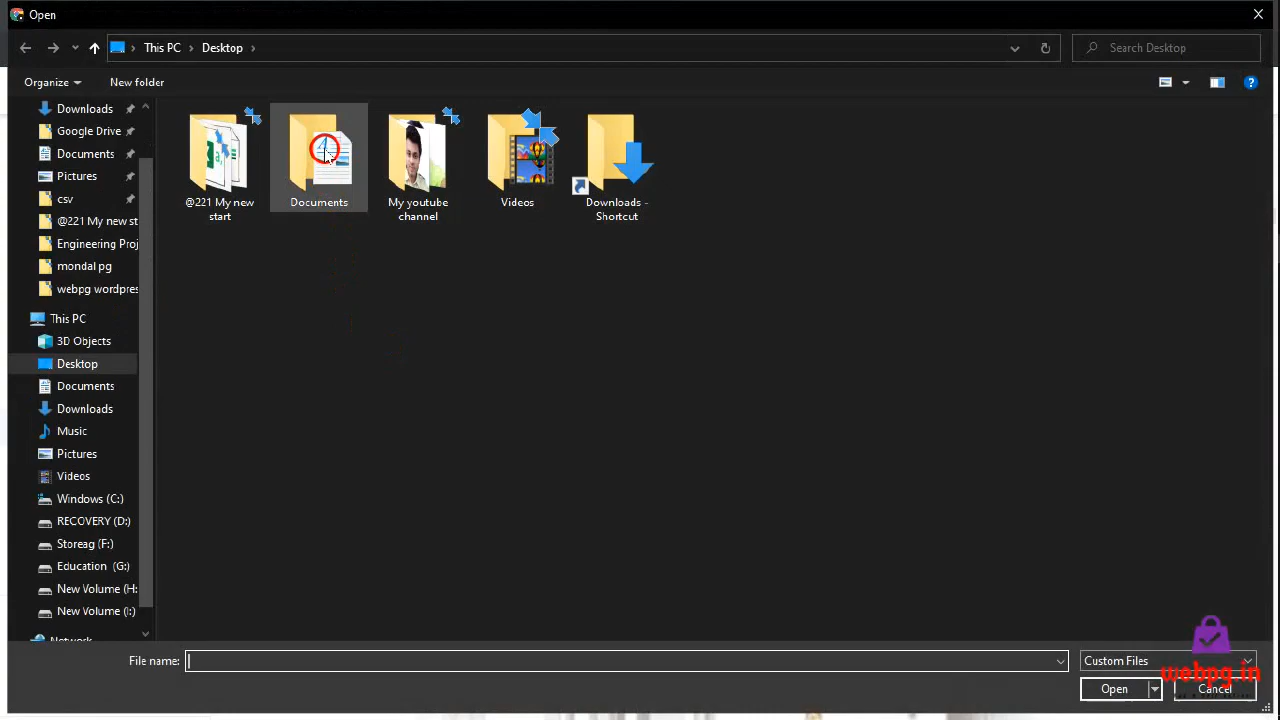 Open
This PC
Desktop
Search Desktop
Organize
New folder
Downloads
Google Drive
Documents
Pictures
csv
@221 My new st
Engineering Proj
mondal pg
webpg wordpres
This PC
3D Objects
Desktop
Documents
Downloads
Music
Pictures
Videos
Windows (C:)
RECOVERY (D:)
Storeag (F:)
Education (G:)
New Volume (H:
New Volume (I:)
Network
@221 My new
start
Documents
My youtube
channel
Videos
Downloads -
Shortcut
File name:
Custom Files
Open
Cancel
webpg.in